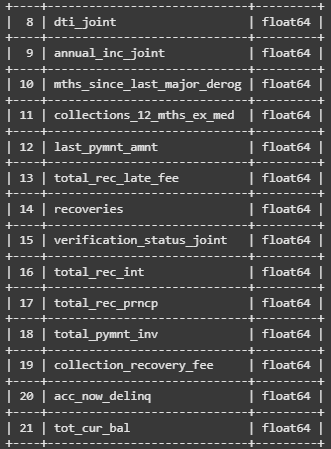 | 8 | dti_joint | float64 |
| 9 | annual_inc_joint | float64 |
| 10 | mths_since_last_major_derog | float64 |
| 11 | collections_12_mths_ex_med | float64 |
| 12 | last_pymnt_amnt | float64 |
| 13 | total_rec_late_fee | float64 |
| 14 | recoveries | float64 |
| 15 | verification_status_joint | float64 |
| 16 | total_rec_int | float64 |
| 17 | total_rec_prncp | float64 |
| 18 | total_pymnt_inv | float64 |
| 19 | collection_recovery_fee | float64 |
| 20 | acc_now_delinq | float64 |
| 21 | tot_cur_bal | float64 |